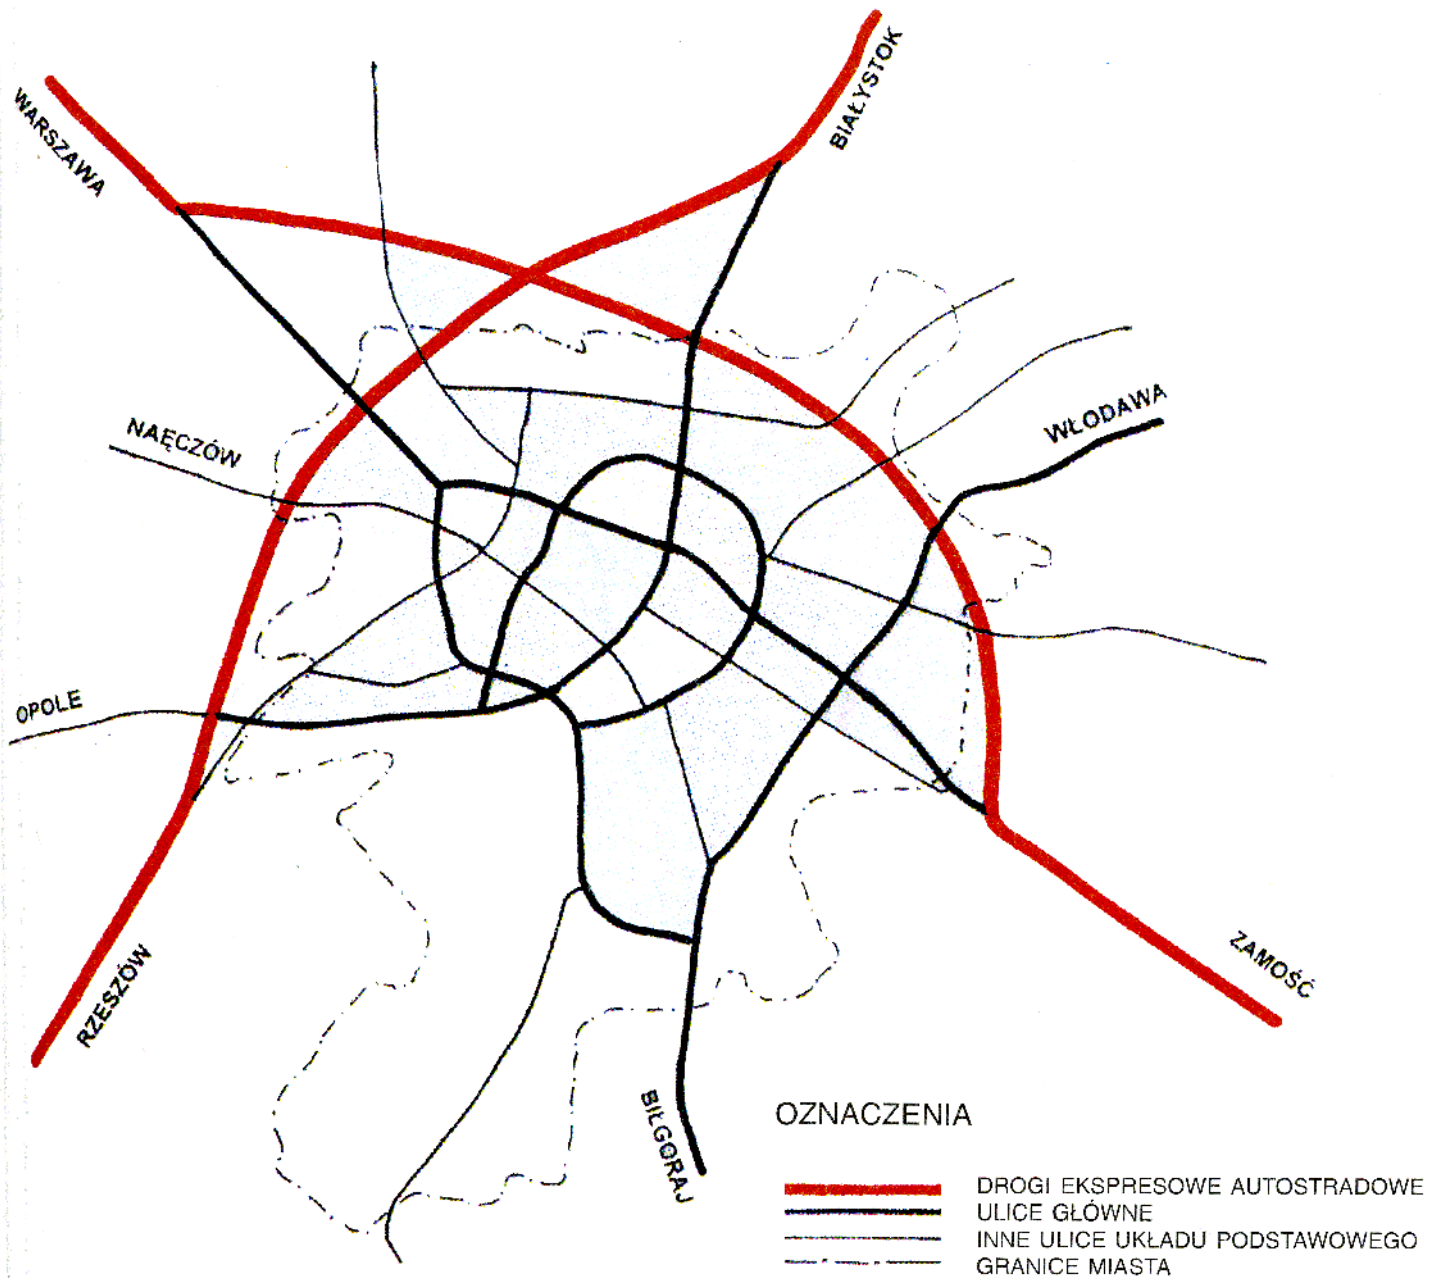 WARSZAWA
BIAŁYSTOK
NAĘCZÓW
WŁODAWA
OPOLE
RZESZÓW
ZAMOŚĆ
BIŁGORAJ
OZNACZENIA
DROGI EKSPRESOWE AUTOSTRADOWE
ULICE GŁÓWNE
INNE ULICE UKŁADU PODSTAWOWEGO
GRANICE MIASTA